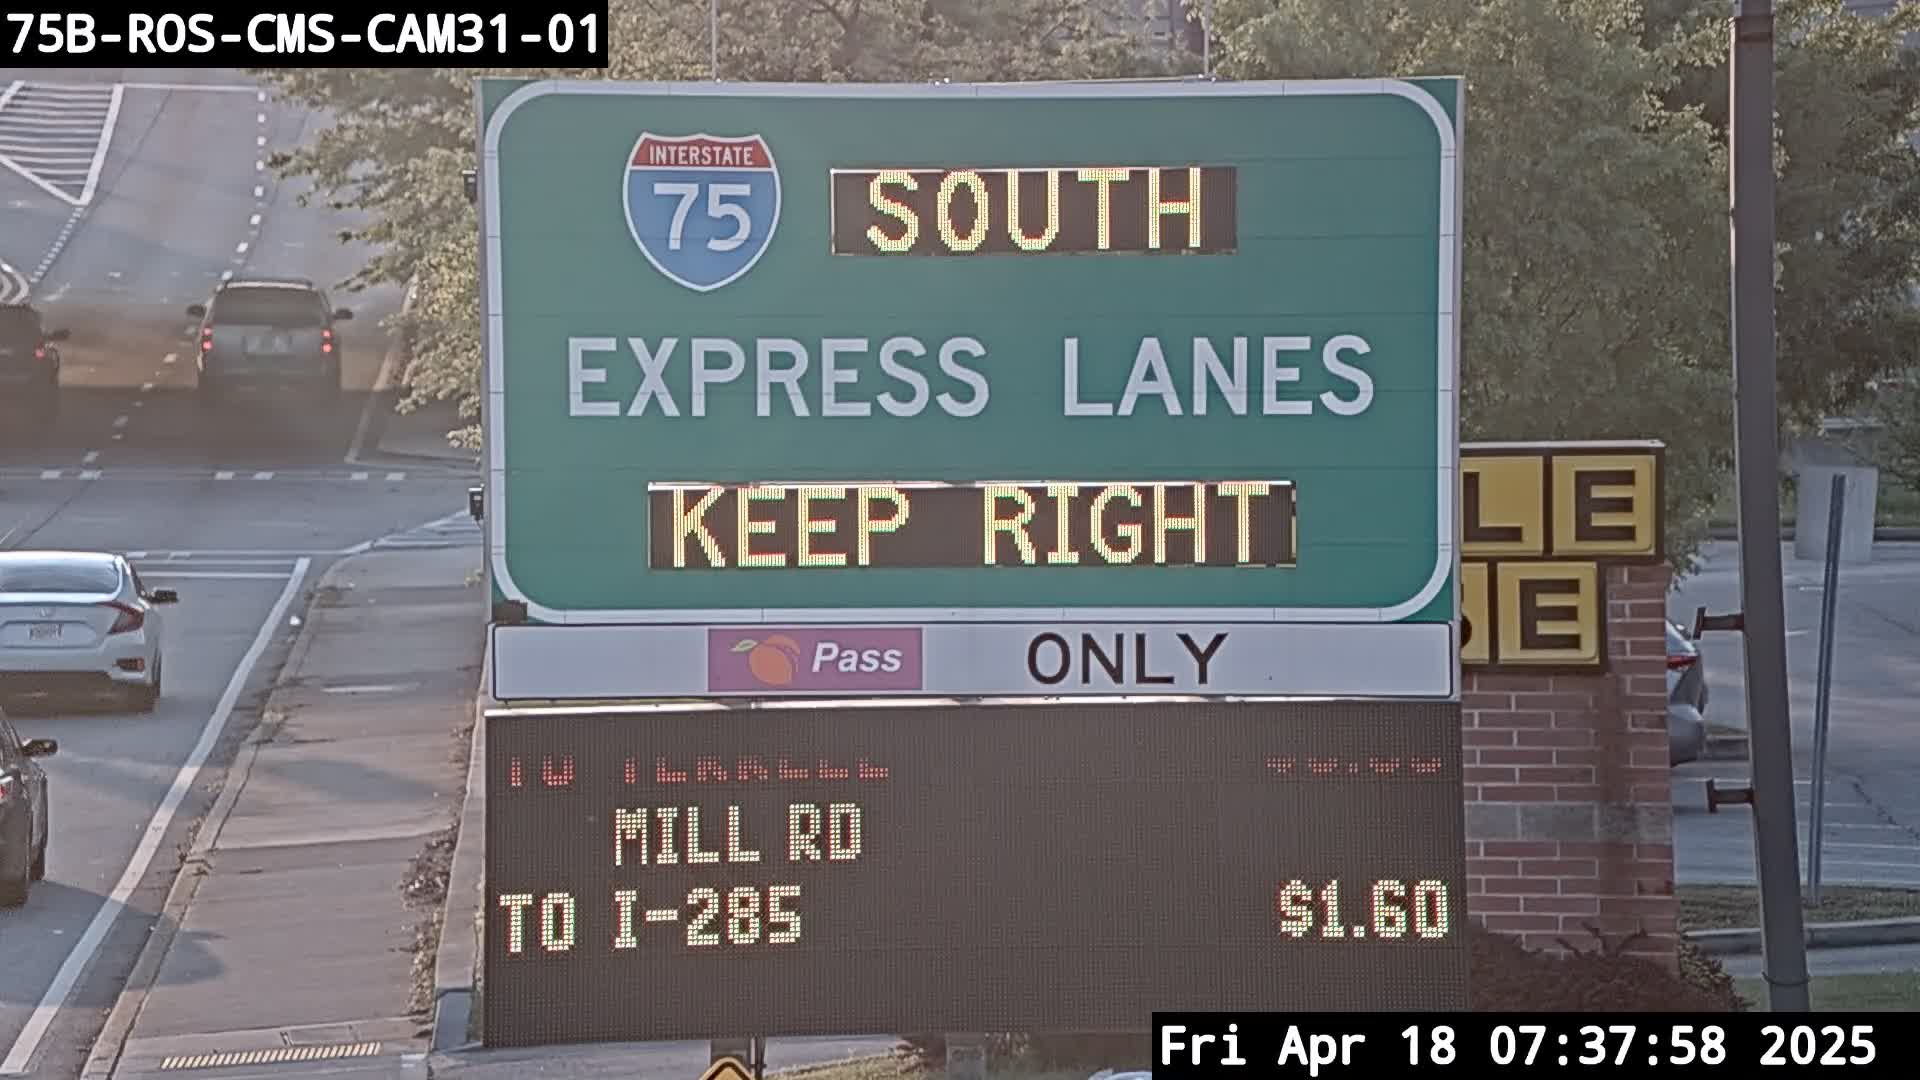 75B-ROS-CMS-CAM31-01
INTERSTATE
75
SOUTH
EXPRESS LANES
KEEP RIGHT
Pass ONLY
TO
MILL RD
TO I-285 $1.60
LE
E
Fri Apr 18 07:37:58 2025